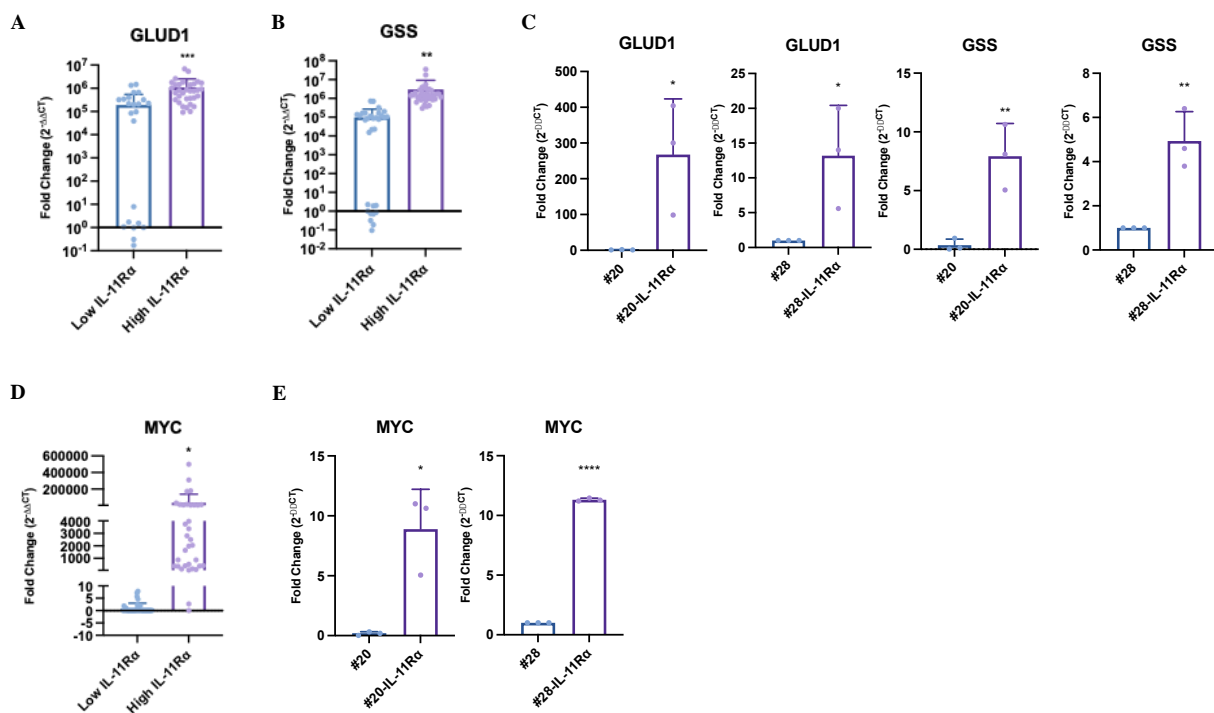 A
GLUD1
***
Fold Change (2-ΔΔCT)
10^7
10^6
10^5
10^4
10^3
10^2
10^1
10^0
10^-1
Low IL-11Rα
High IL-11Rα
B
GSS
**
Fold Change (2-ΔΔCT)
10^8
10^7
10^6
10^5
10^4
10^3
10^2
10^1
10^0
10^-1
10^-2
Low IL-11Rα
High IL-11Rα
C
GLUD1
*
Fold Change (2-□□CT)
500
400
300
200
100
0
#20
#20-IL-11Rα
GLUD1
*
Fold Change (2-□□CT)
25
20
15
10
5
0
#28
#28-IL-11Rα
GSS
**
Fold Change (2-□□CT)
15
10
5
0
#20
#20-IL-11Rα
GSS
**
Fold Change (2-□□CT)
8
6
4
2
0
#28
#28-IL-11Rα
D
MYC
*
Fold Change (2-ΔΔCT)
600000
400000
200000
4000
3000
2000
1000
10
5
0
-5
-10
Low IL-11Rα
High IL-11Rα
E
MYC
*
Fold Change (2-□□CT)
15
10
5
0
#20
#20-IL-11Rα
MYC
****
Fold Change (2-□□CT)
15
10
5
0
#28
#28-IL-11Rα